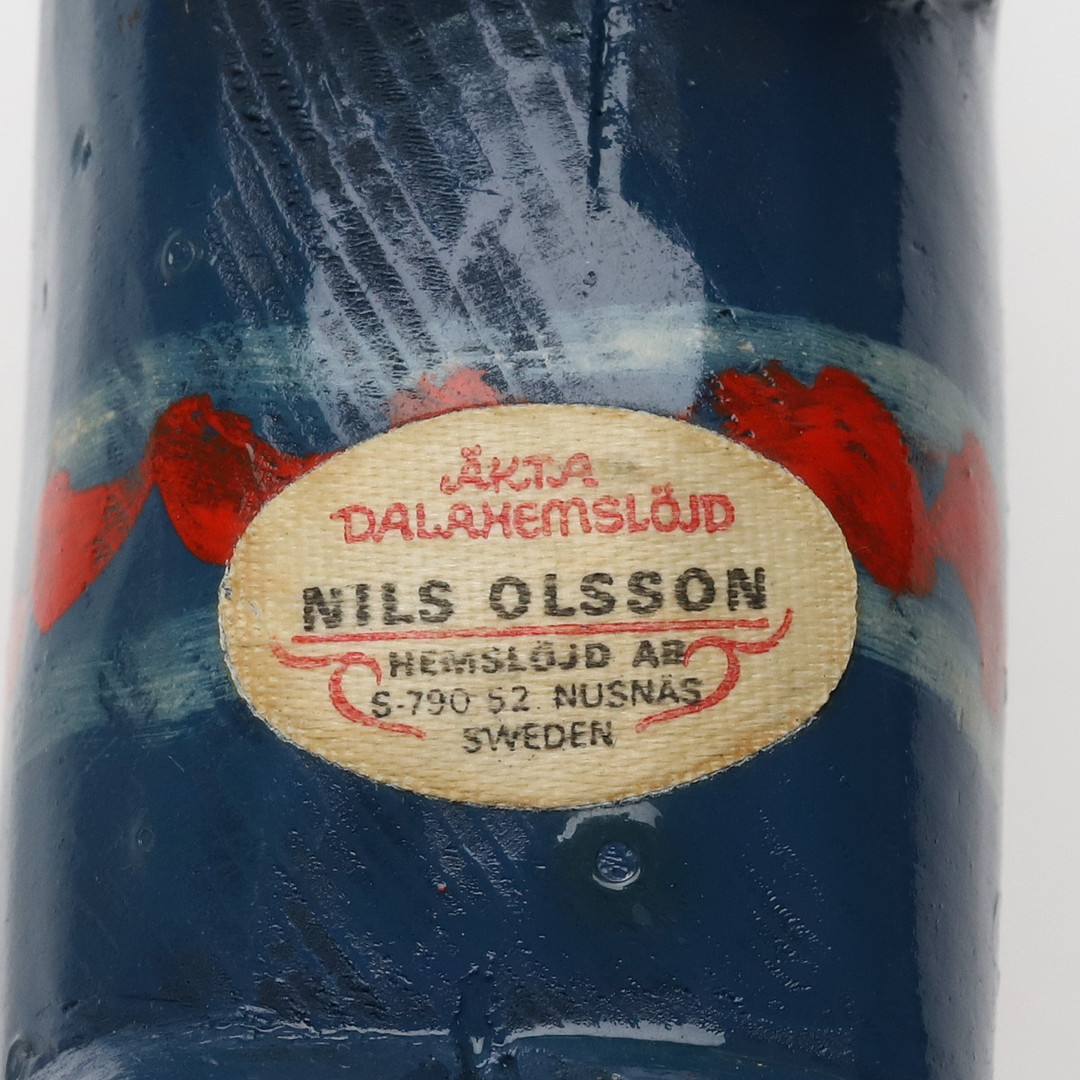 ÄKTA
DALAHEMSLÖJD
NILS OLSSON
HEMSLÖJD AB
S-790 52 NUSNÄS
SWEDEN